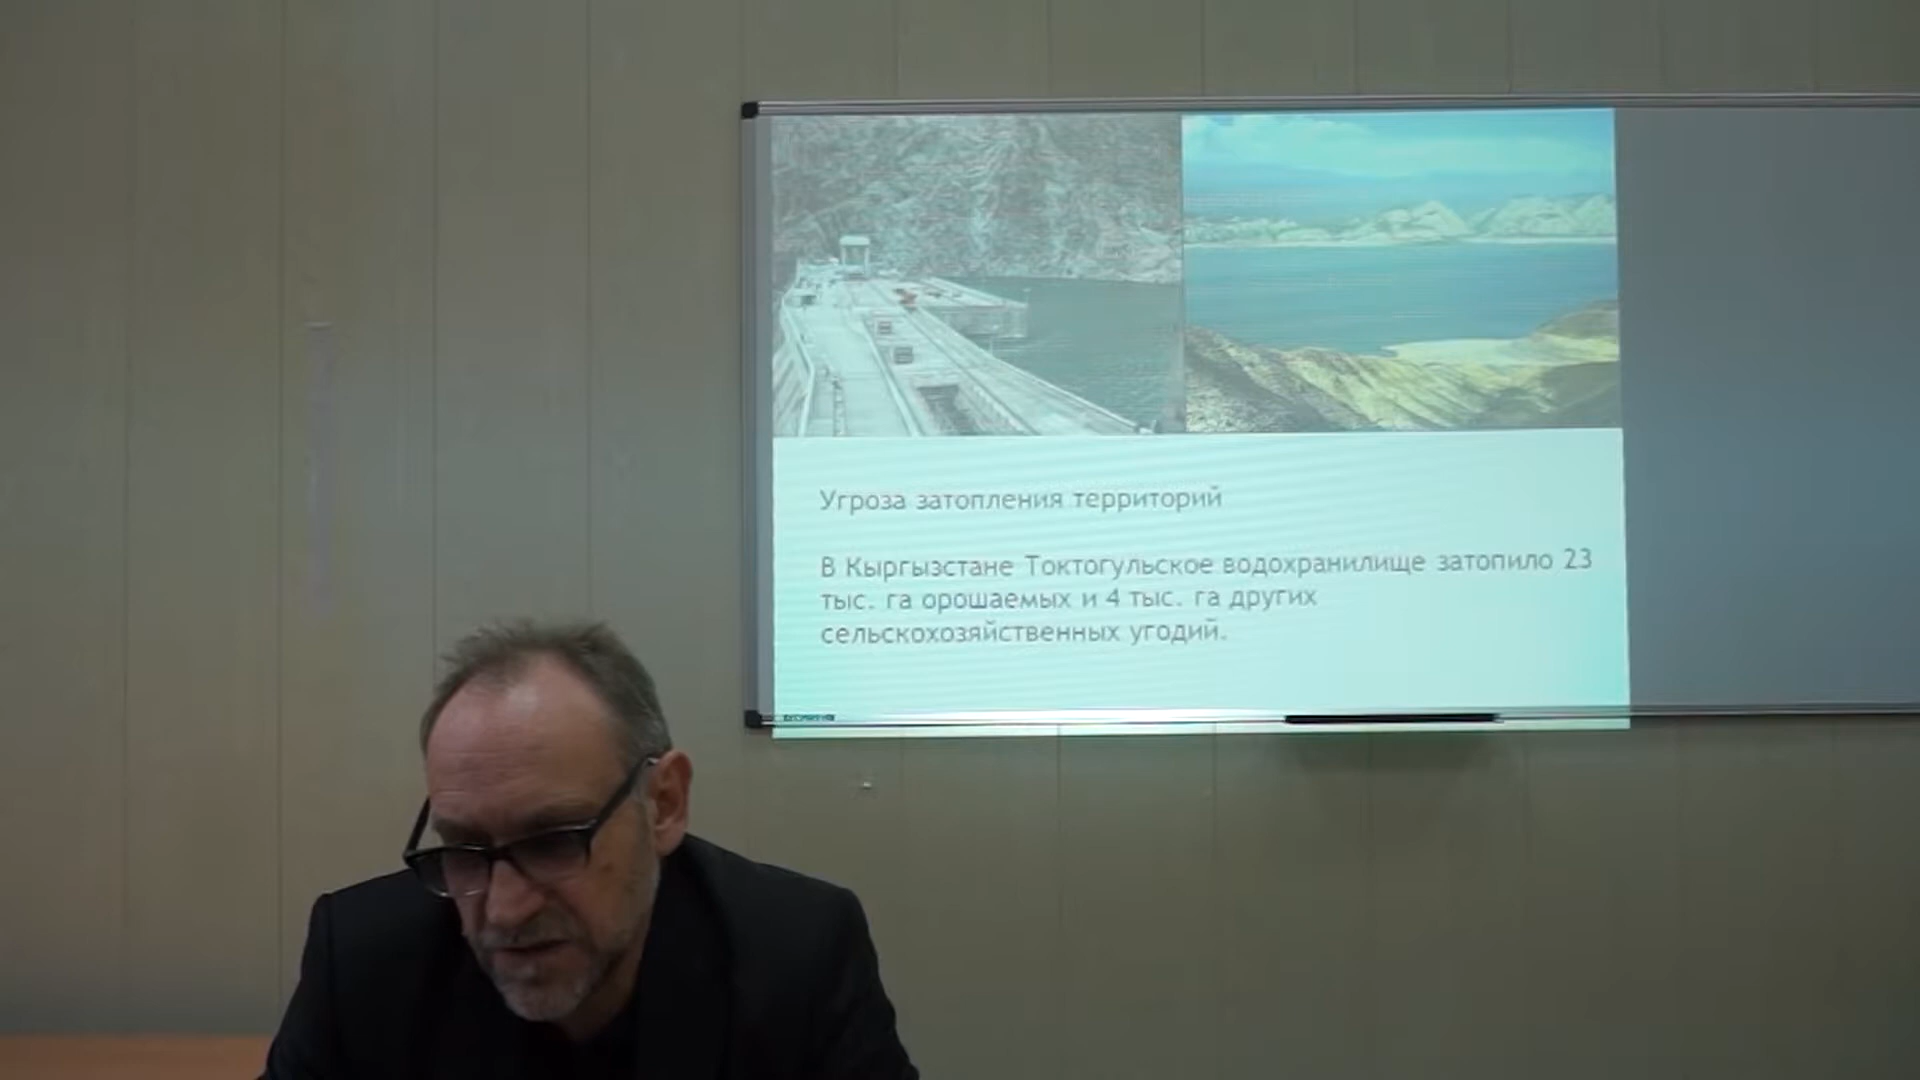 Угроза затопления территорий
В Кыргызстане Токтогульское водохранилище затопило 23
тыс. га орошаемых и 4 тыс. га других
сельскохозяйственных угодий.